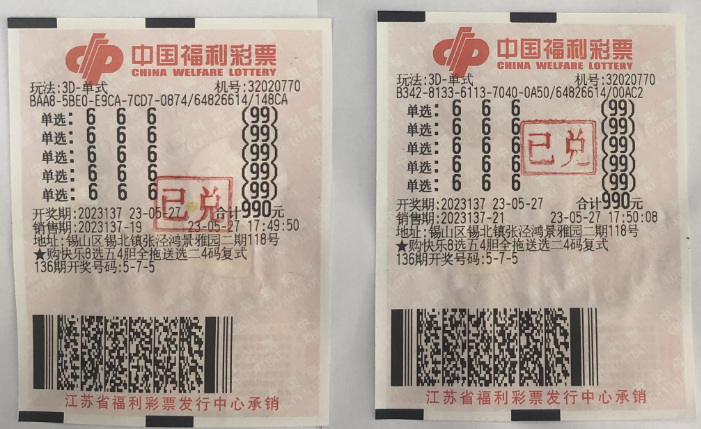 中国福利彩票
CHINA WELFARE LOTTERY
玩法:3D-单式 机号:32020770
BAA8-5BE0-E9CA-7CD7-0874/64826614/148CA
单选: 6 6 6 (99)
单选: 6 6 6 (99)
单选: 6 6 6 (99)
单选: 6 6 6 (99)
单选: 6 6 6 (99)
已兑
开奖期:2023137 23-05-27 合计990元
销售期:2023137-19 23-05-27 17:49:50
地址:锡山区锡北镇张泾鸿景雅园二期118号
★购快乐8选五4胆全拖送选二4码复式
136期开奖号码:5-7-5
江苏省福利彩票发行中心承销
中国福利彩票
CHINA WELFARE LOTTERY
玩法:3D-单式 机号:32020770
B342-8133-6113-7040-0A50/64826614/00AC2
单选: 6 6 6 (99)
单选: 6 6 6 (99)
单选: 6 6 6 (99)
单选: 6 6 6 (99)
单选: 6 6 6 (99)
已兑
开奖期:2023137 23-05-27 合计990元
销售期:2023137-21 23-05-27 17:50:08
地址:锡山区锡北镇张泾鸿景雅园二期118号
★购快乐8选五4胆全拖送选二4码复式
136期开奖号码:5-7-5
江苏省福利彩票发行中心承销